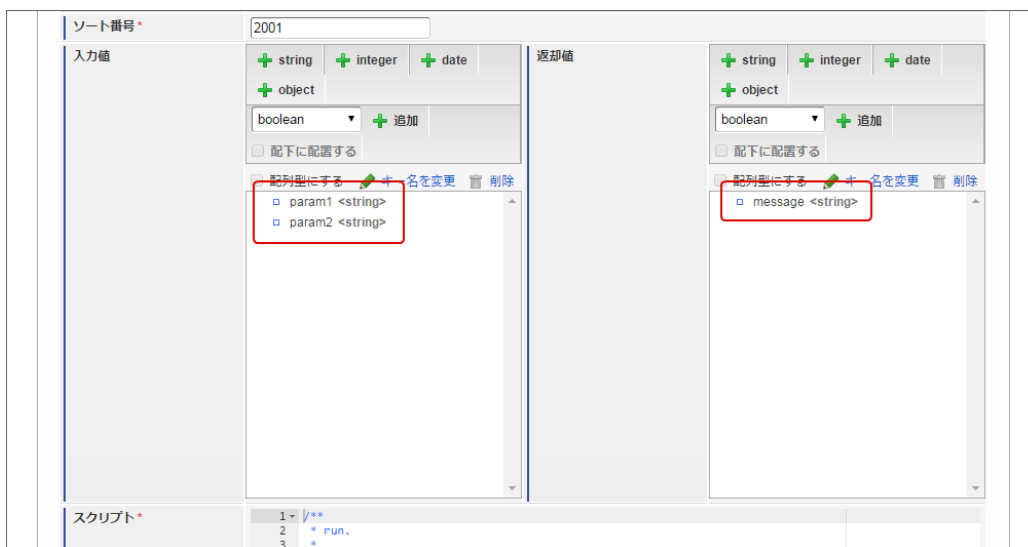 ソート番号*
2001
入力値
string integer date
object
boolean 追加
配下に配置する
配列型にする キー名を変更 削除
param1 <string>
param2 <string>
返却値
string integer date
object
boolean 追加
配下に配置する
配列型にする キー名を変更 削除
message <string>
スクリプト*
1 /**
2 * run.
3 *